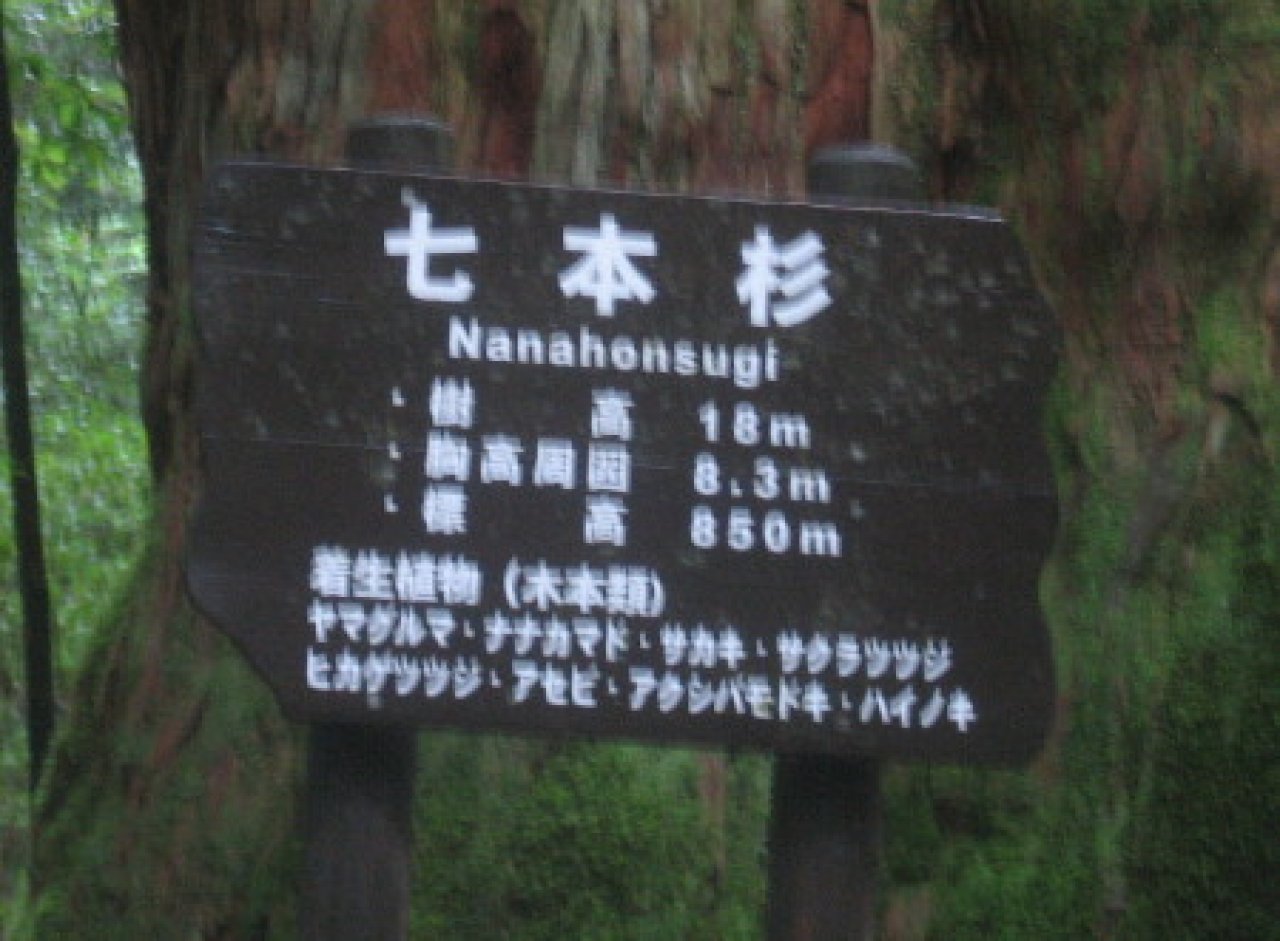 七本杉
Nanahonsugi
、樹高 18m
、胸高周囲 8.3m
、標高 850m
着生植物（木本類）
ヤマグルマ、ナナカマド、サカキ、サクラツツジ
ヒカゲツツジ、アセビ、アクシバモドキ、ハイノキ